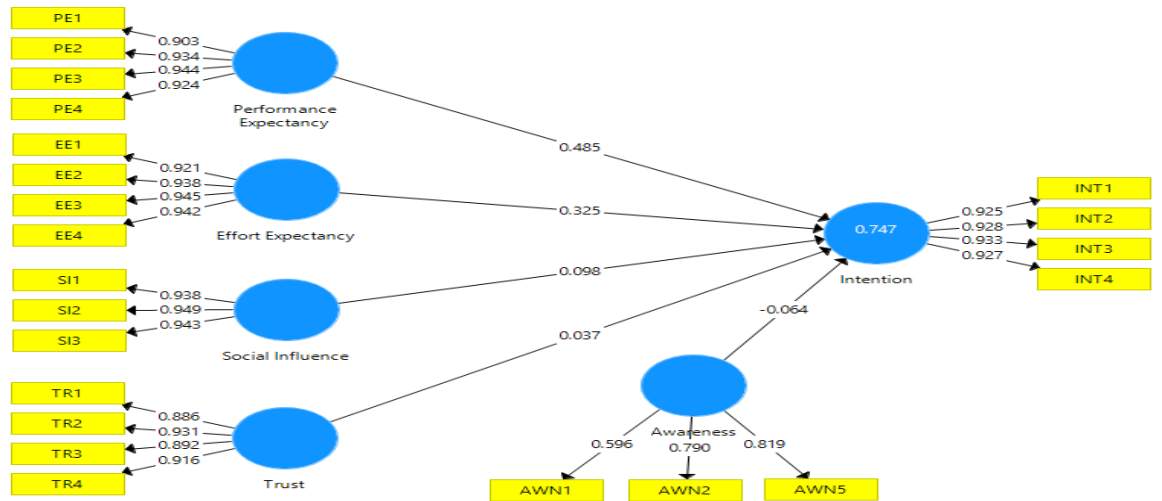 PE1
0.903
PE2
0.934
PE3
0.944
PE4
0.924
Performance
Expectancy
0.485
EE1
0.921
EE2
0.938
EE3
0.945
EE4
0.942
Effort Expectancy
0.325
SI1
0.938
SI2
0.949
SI3
0.943
Social Influence
0.098
TR1
0.886
TR2
0.931
TR3
0.892
TR4
0.916
Trust
0.037
0.747
Intention
0.925
INT1
0.928
INT2
0.933
INT3
0.927
INT4
-0.064
Awareness
0.596
0.790
0.819
AWN1
AWN2
AWN5